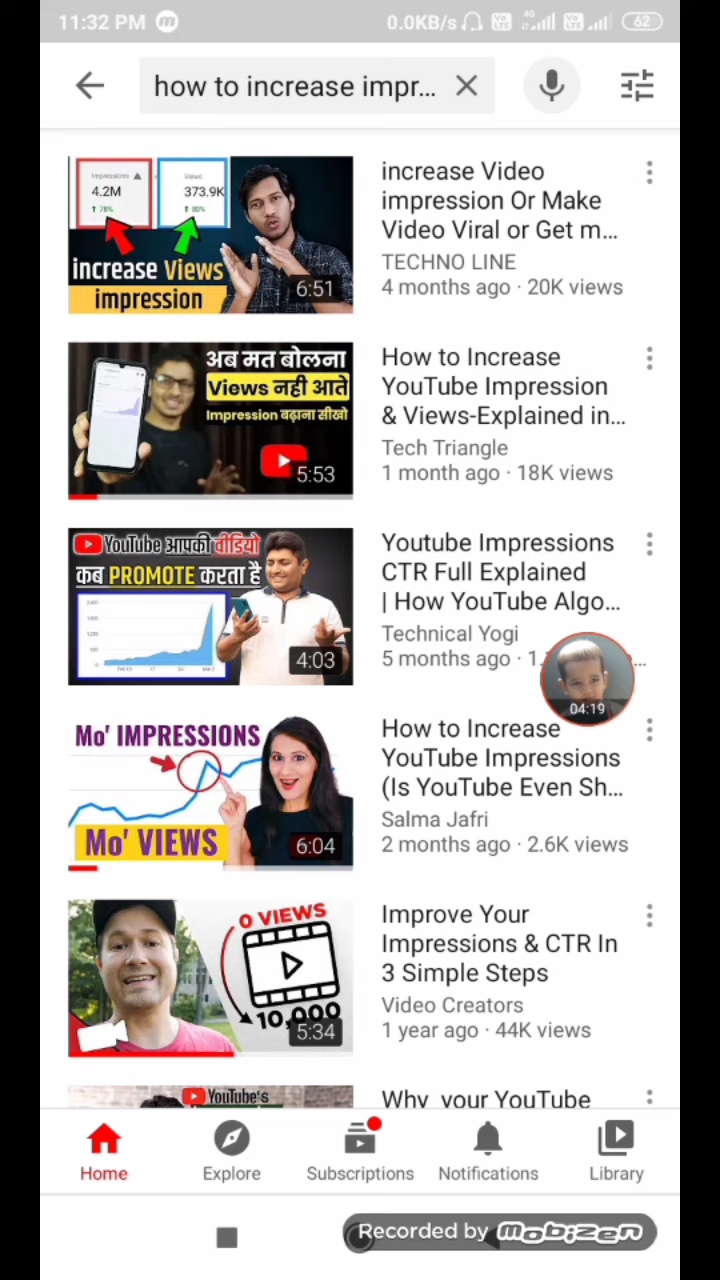 11:32 PM
0.0KB/s
4G
62
how to increase impr...
Impressions
4.2M
78%
Views
373.9K
80%
increase Views
impression
6:51
increase Video
impression Or Make
Video Viral or Get m...
TECHNO LINE
4 months ago · 20K views
अब मत बोलना
Views नही आते
Impression बढ़ाना सीखो
5:53
How to Increase
YouTube Impression
& Views-Explained in...
Tech Triangle
1 month ago · 18K views
YouTube आपकी वीडियो
कब PROMOTE करता है
4:03
Youtube Impressions
CTR Full Explained
| How YouTube Algo...
Technical Yogi
5 months ago · 1.
04:19
Mo' IMPRESSIONS
Mo' VIEWS
6:04
How to Increase
YouTube Impressions
(Is YouTube Even Sh...
Salma Jafri
2 months ago · 2.6K views
0 VIEWS
10,000
5:34
Improve Your
Impressions & CTR In
3 Simple Steps
Video Creators
1 year ago · 44K views
YouTube's
Why your YouTube
Home
Explore
Subscriptions
Notifications
Library
Recorded by mobizen